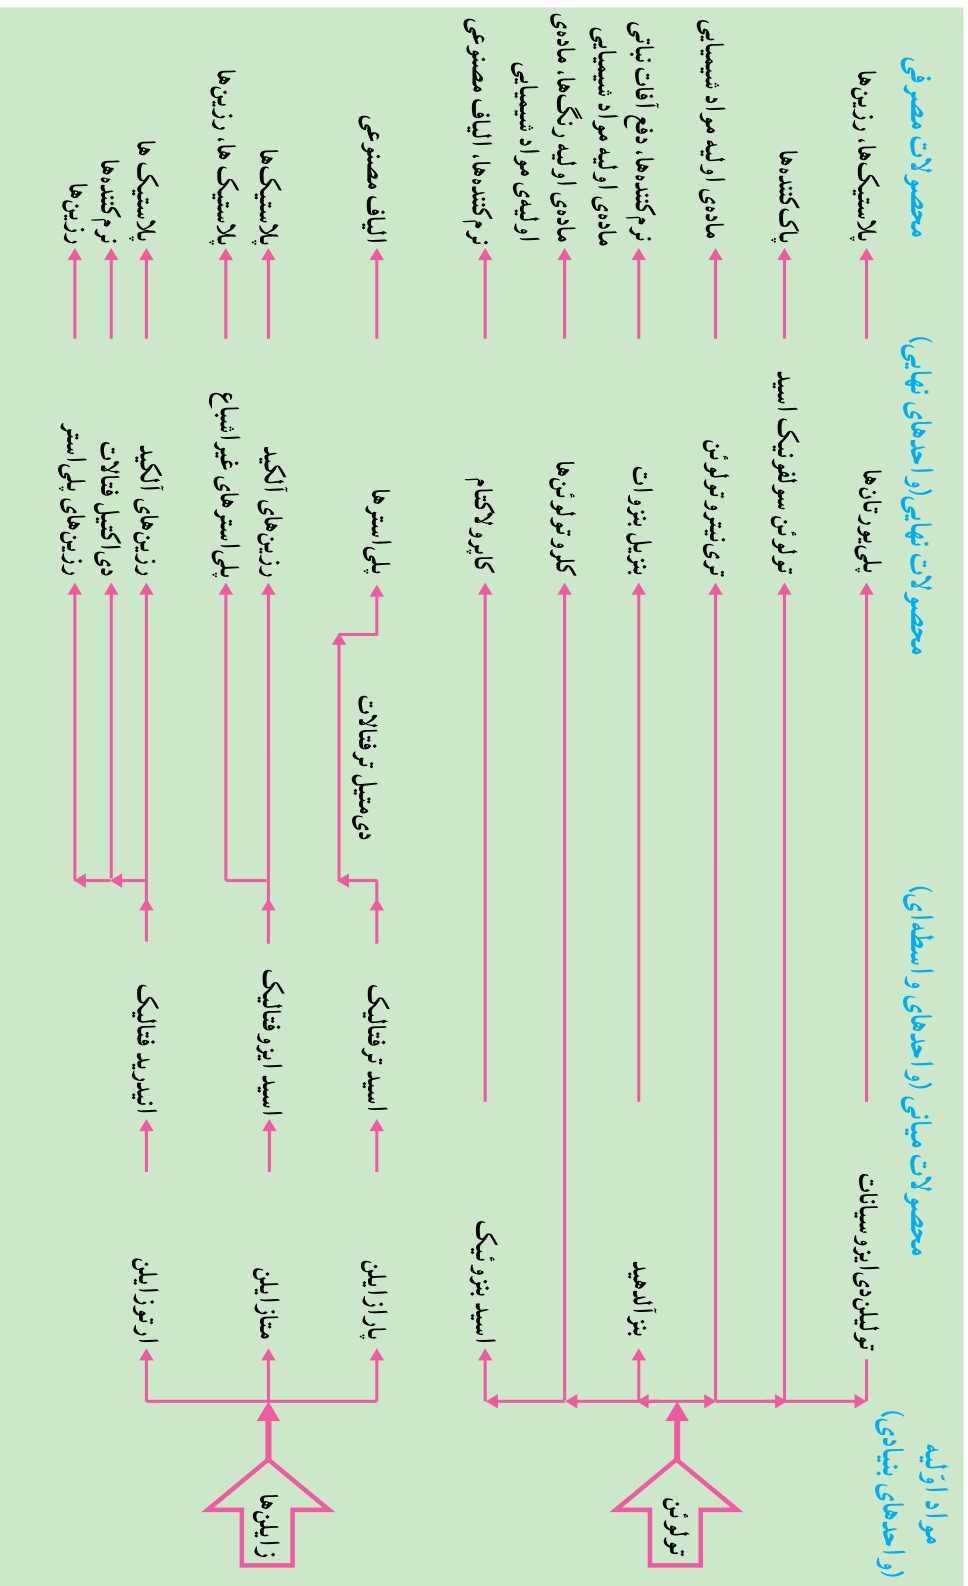 مواد اوّلیه
(واحدهای بنیادی)
محصولات میانی (واحدهای واسطه‌ای)
محصولات نهایی(واحدهای نهایی)
محصولات مصرفی
تولوئن
تولیلن‌دی‌ایزوسیانات
پلی‌یورتان‌ها
پلاستیک‌ها، رزین‌ها
تولوئن سولفونیک اسید
پاک‌کننده‌ها
تری‌نیتروتولوئن
ماده‌ی اولیه مواد شیمیایی
بنزآلدهید
بنزیل بنزوات
نرم‌کننده‌ها، دفع آفات نباتی
ماده‌ی اولیه مواد شیمیایی
کلروتولوئن‌ها
ماده‌ی اولیه رنگ‌ها، ماده‌ی
اولیه‌ی مواد شیمیایی
اسید بنزوئیک
کاپرولاکتام
نرم‌کننده‌ها، الیاف مصنوعی
زایلن‌ها
پارازایلن
اسید ترفتالیک
دی‌متیل ترفتالات
پلی‌استرها
الیاف مصنوعی
متازایلن
اسید ایزوفتالیک
رزین‌های آلکید
پلاستیک‌ها
پلی‌استرهای غیراشباع
پلاستیک‌ها، رزین‌ها
ارتوزایلن
انیدرید فتالیک
رزین‌های آلکید
پلاستیک‌ها
دی‌اکتیل فتالات
نرم‌کننده‌ها
رزین‌های پلی‌استر
رزین‌ها